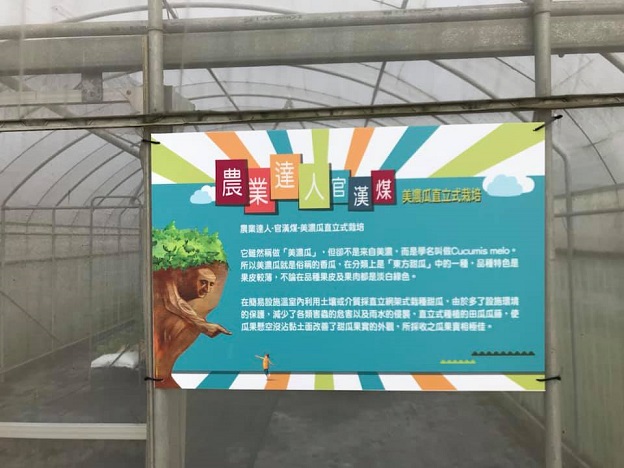 農業達人官漢煤
美濃瓜直立式栽培
農業達人-官漢煤-美濃瓜直立式栽培
它雖然稱做「美濃瓜」，但卻不是來自美濃，而是學名叫做Cucumis melo。
所以美濃瓜就是俗稱的香瓜，在分類上是「東方甜瓜」中的一種，品種特色是
果皮較薄，不論在品種果皮及果肉都是淡白綠色。
在簡易設施溫室內利用土壤或介質採直立網架式栽種甜瓜，由於多了設施環境
的保護，減少了各類害蟲的危害以及雨水的侵襲，直立式種植的田瓜瓜藤，使
瓜果懸空沒沾黏土面改善了甜瓜果實的外觀，所採收之瓜果賣相極佳。